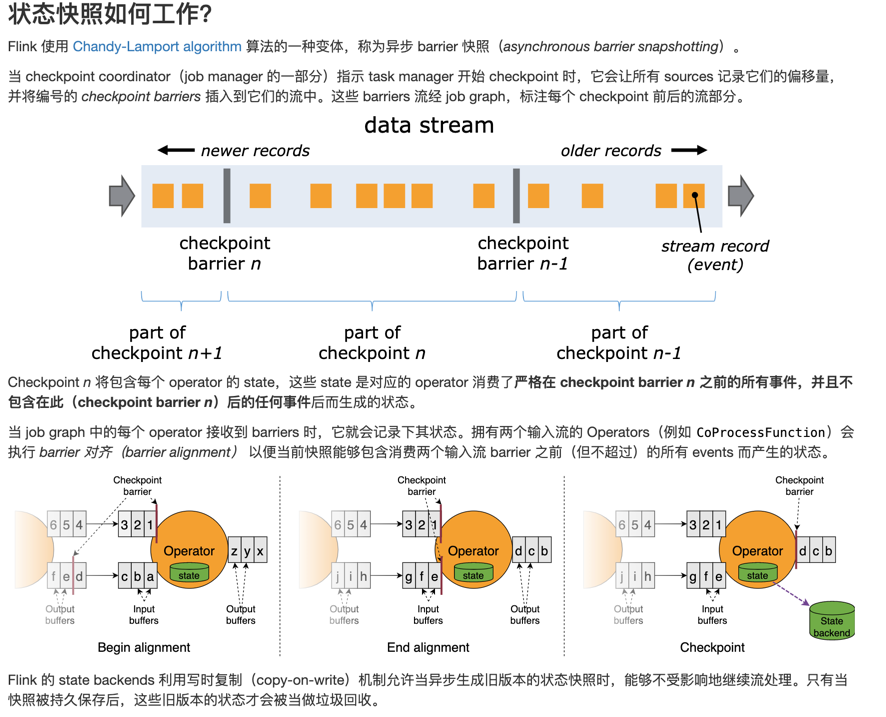 状态快照如何工作?
Flink 使用 Chandy-Lamport algorithm 算法的一种变体，称为异步 barrier 快照（asynchronous barrier snapshotting）。
当 checkpoint coordinator（job manager 的一部分）指示 task manager 开始 checkpoint 时，它会让所有 sources 记录它们的偏移量，
并将编号的 checkpoint barriers 插入到它们的流中。这些 barriers 流经 job graph，标注每个 checkpoint 前后的流部分。
data stream
newer records
older records
checkpoint
barrier n
checkpoint
barrier n-1
stream record
(event)
part of
checkpoint n+1
part of
checkpoint n
part of
checkpoint n-1
Checkpoint n 将包含每个 operator 的 state，这些 state 是对应的 operator 消费了严格在 checkpoint barrier n 之前的所有事件，并且不
包含在此（checkpoint barrier n）后的任何事件后而生成的状态。
当 job graph 中的每个 operator 接收到 barriers 时，它就会记录下其状态。拥有两个输入流的 Operators（例如 CoProcessFunction）会
执行 barrier 对齐（barrier alignment） 以便当前快照能够包含消费两个输入流 barrier 之前（但不超过）的所有 events 而产生的状态。
Checkpoint
barrier
6 5 4
3 2 1
Operator
z y x
f e d
c b a
state
Output
buffers
Input
buffers
Output
buffers
Begin alignment
Checkpoint
barrier
6 5 4
3 2 1
Operator
d c b
j i h
g f e
state
Output
buffers
Input
buffers
Output
buffers
End alignment
Checkpoint
barrier
6 5 4
3 2 1
Operator
d c b
j i h
g f e
state
Output
buffers
Input
buffers
State
backend
Checkpoint
Flink 的 state backends 利用写时复制（copy-on-write）机制允许当异步生成旧版本的状态快照时，能够不受影响地继续流处理。只有当
快照被持久保存后，这些旧版本的状态才会被当做垃圾回收。